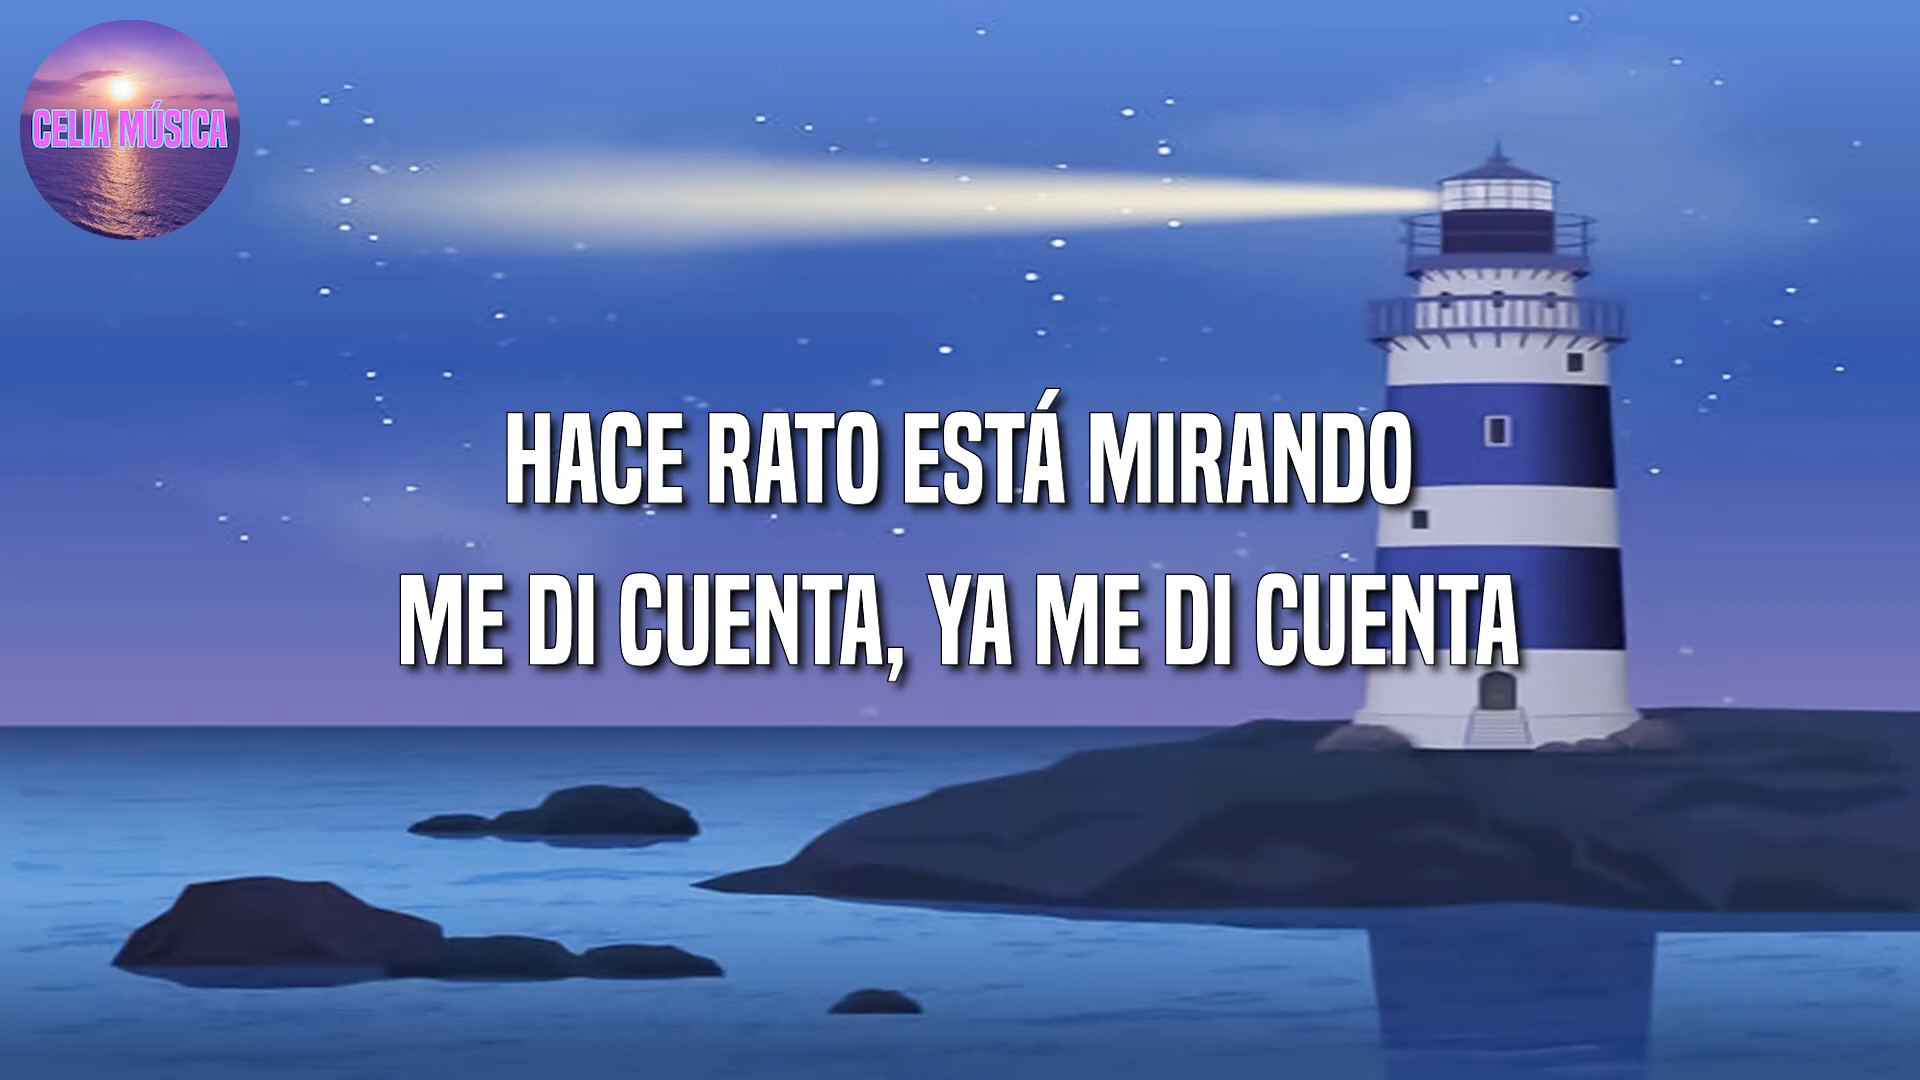 CELIA MÚSICA
HACE RATO ESTÁ MIRANDO
ME DI CUENTA, YA ME DI CUENTA